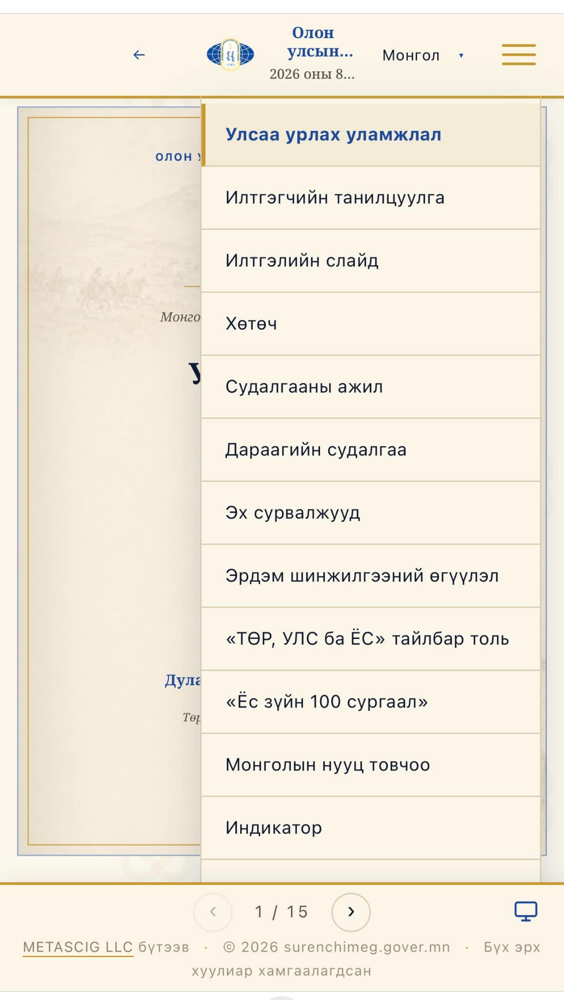 ←
Олон
улсын...
2026 оны 8...
Монгол ▾
олон
Монго
У
Дула
Төр
Улсаа урлах уламжлал
Илтгэгчийн танилцуулга
Илтгэлийн слайд
Хөтөч
Судалгааны ажил
Дараагийн судалгаа
Эх сурвалжууд
Эрдэм шинжилгээний өгүүлэл
«ТӨР, УЛС ба ЁС» тайлбар толь
«Ёс зүйн 100 сургаал»
Монголын нууц товчоо
Индикатор
‹ 1 / 15 ›
METASCIG LLC бүтээв · © 2026 surenchimeg.gover.mn · Бүх эрх
хуулиар хамгаалагдсан